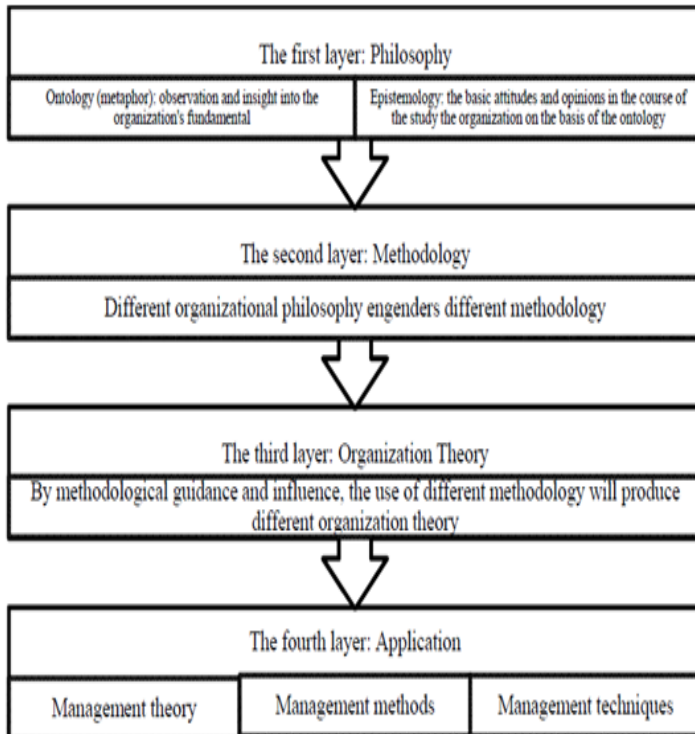 The first layer: Philosophy
Ontology (metaphor): observation and insight into the
organization's fundamental
Epistemology: the basic attitudes and opinions in the course of
the study the organization on the basis of the ontology
The second layer: Methodology
Different organizational philosophy engenders different methodology
The third layer: Organization Theory
By methodological guidance and influence, the use of different methodology will produce
different organization theory
The fourth layer: Application
Management theory
Management methods
Management techniques